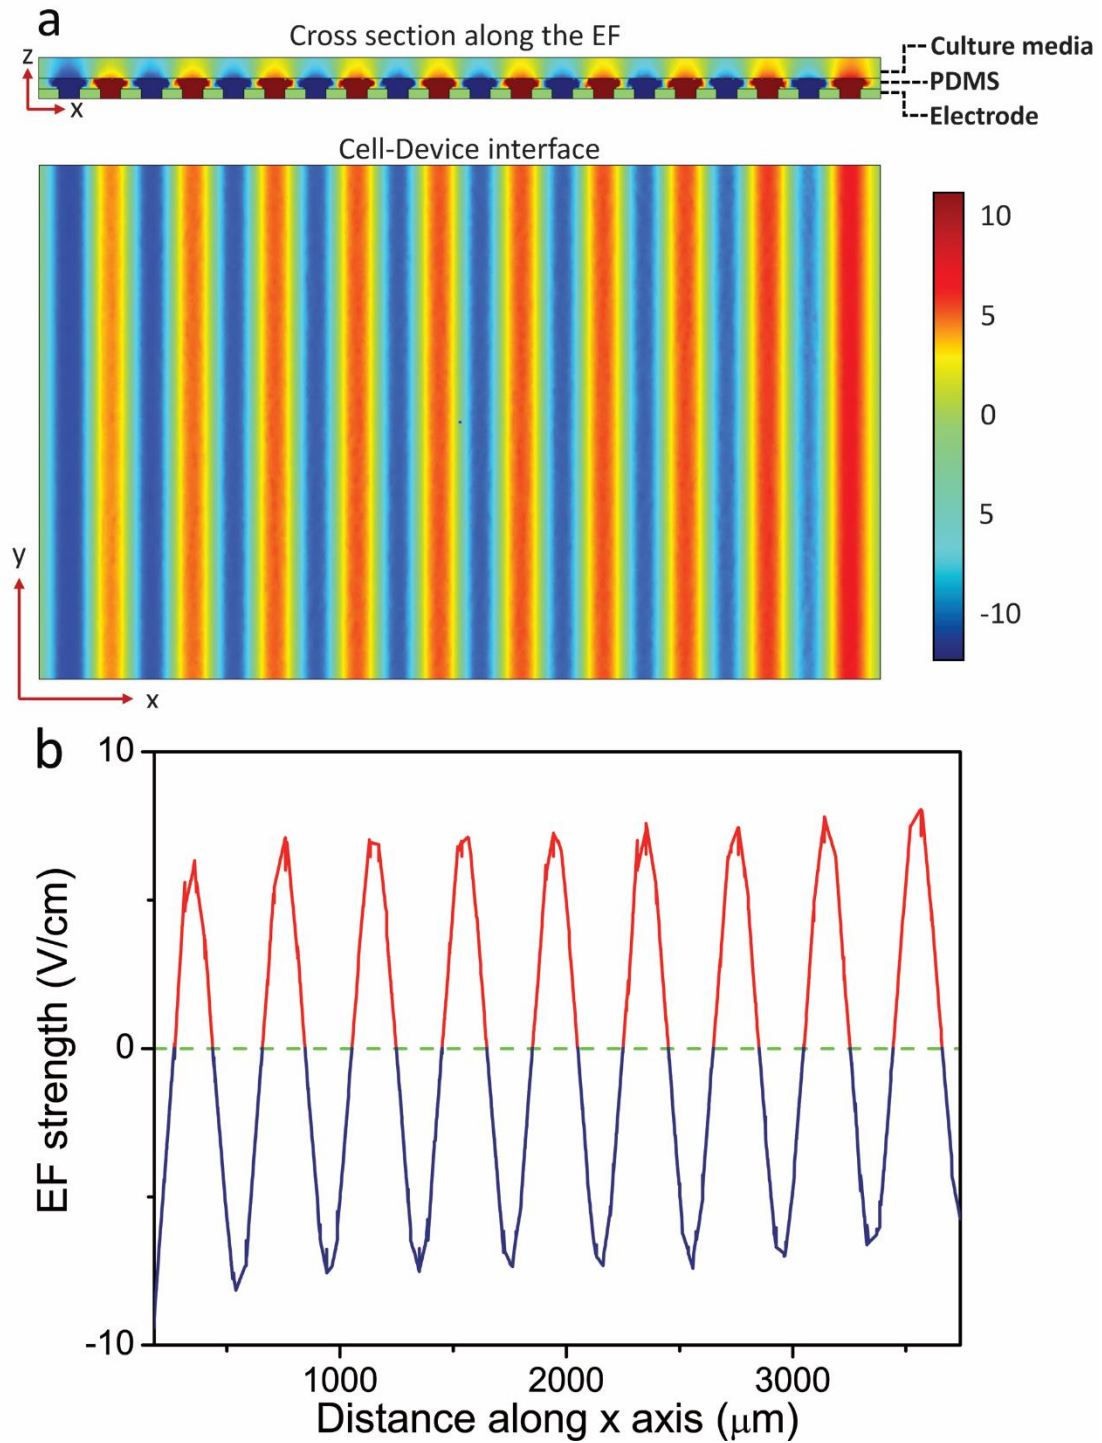 a
Cross section along the EF
z
x
Culture media
PDMS
Electrode
Cell-Device interface
10
5
0
5
-10
y
x
b
10
0
-10
EF strength (V/cm)
1000 2000 3000
Distance along x axis (μm)